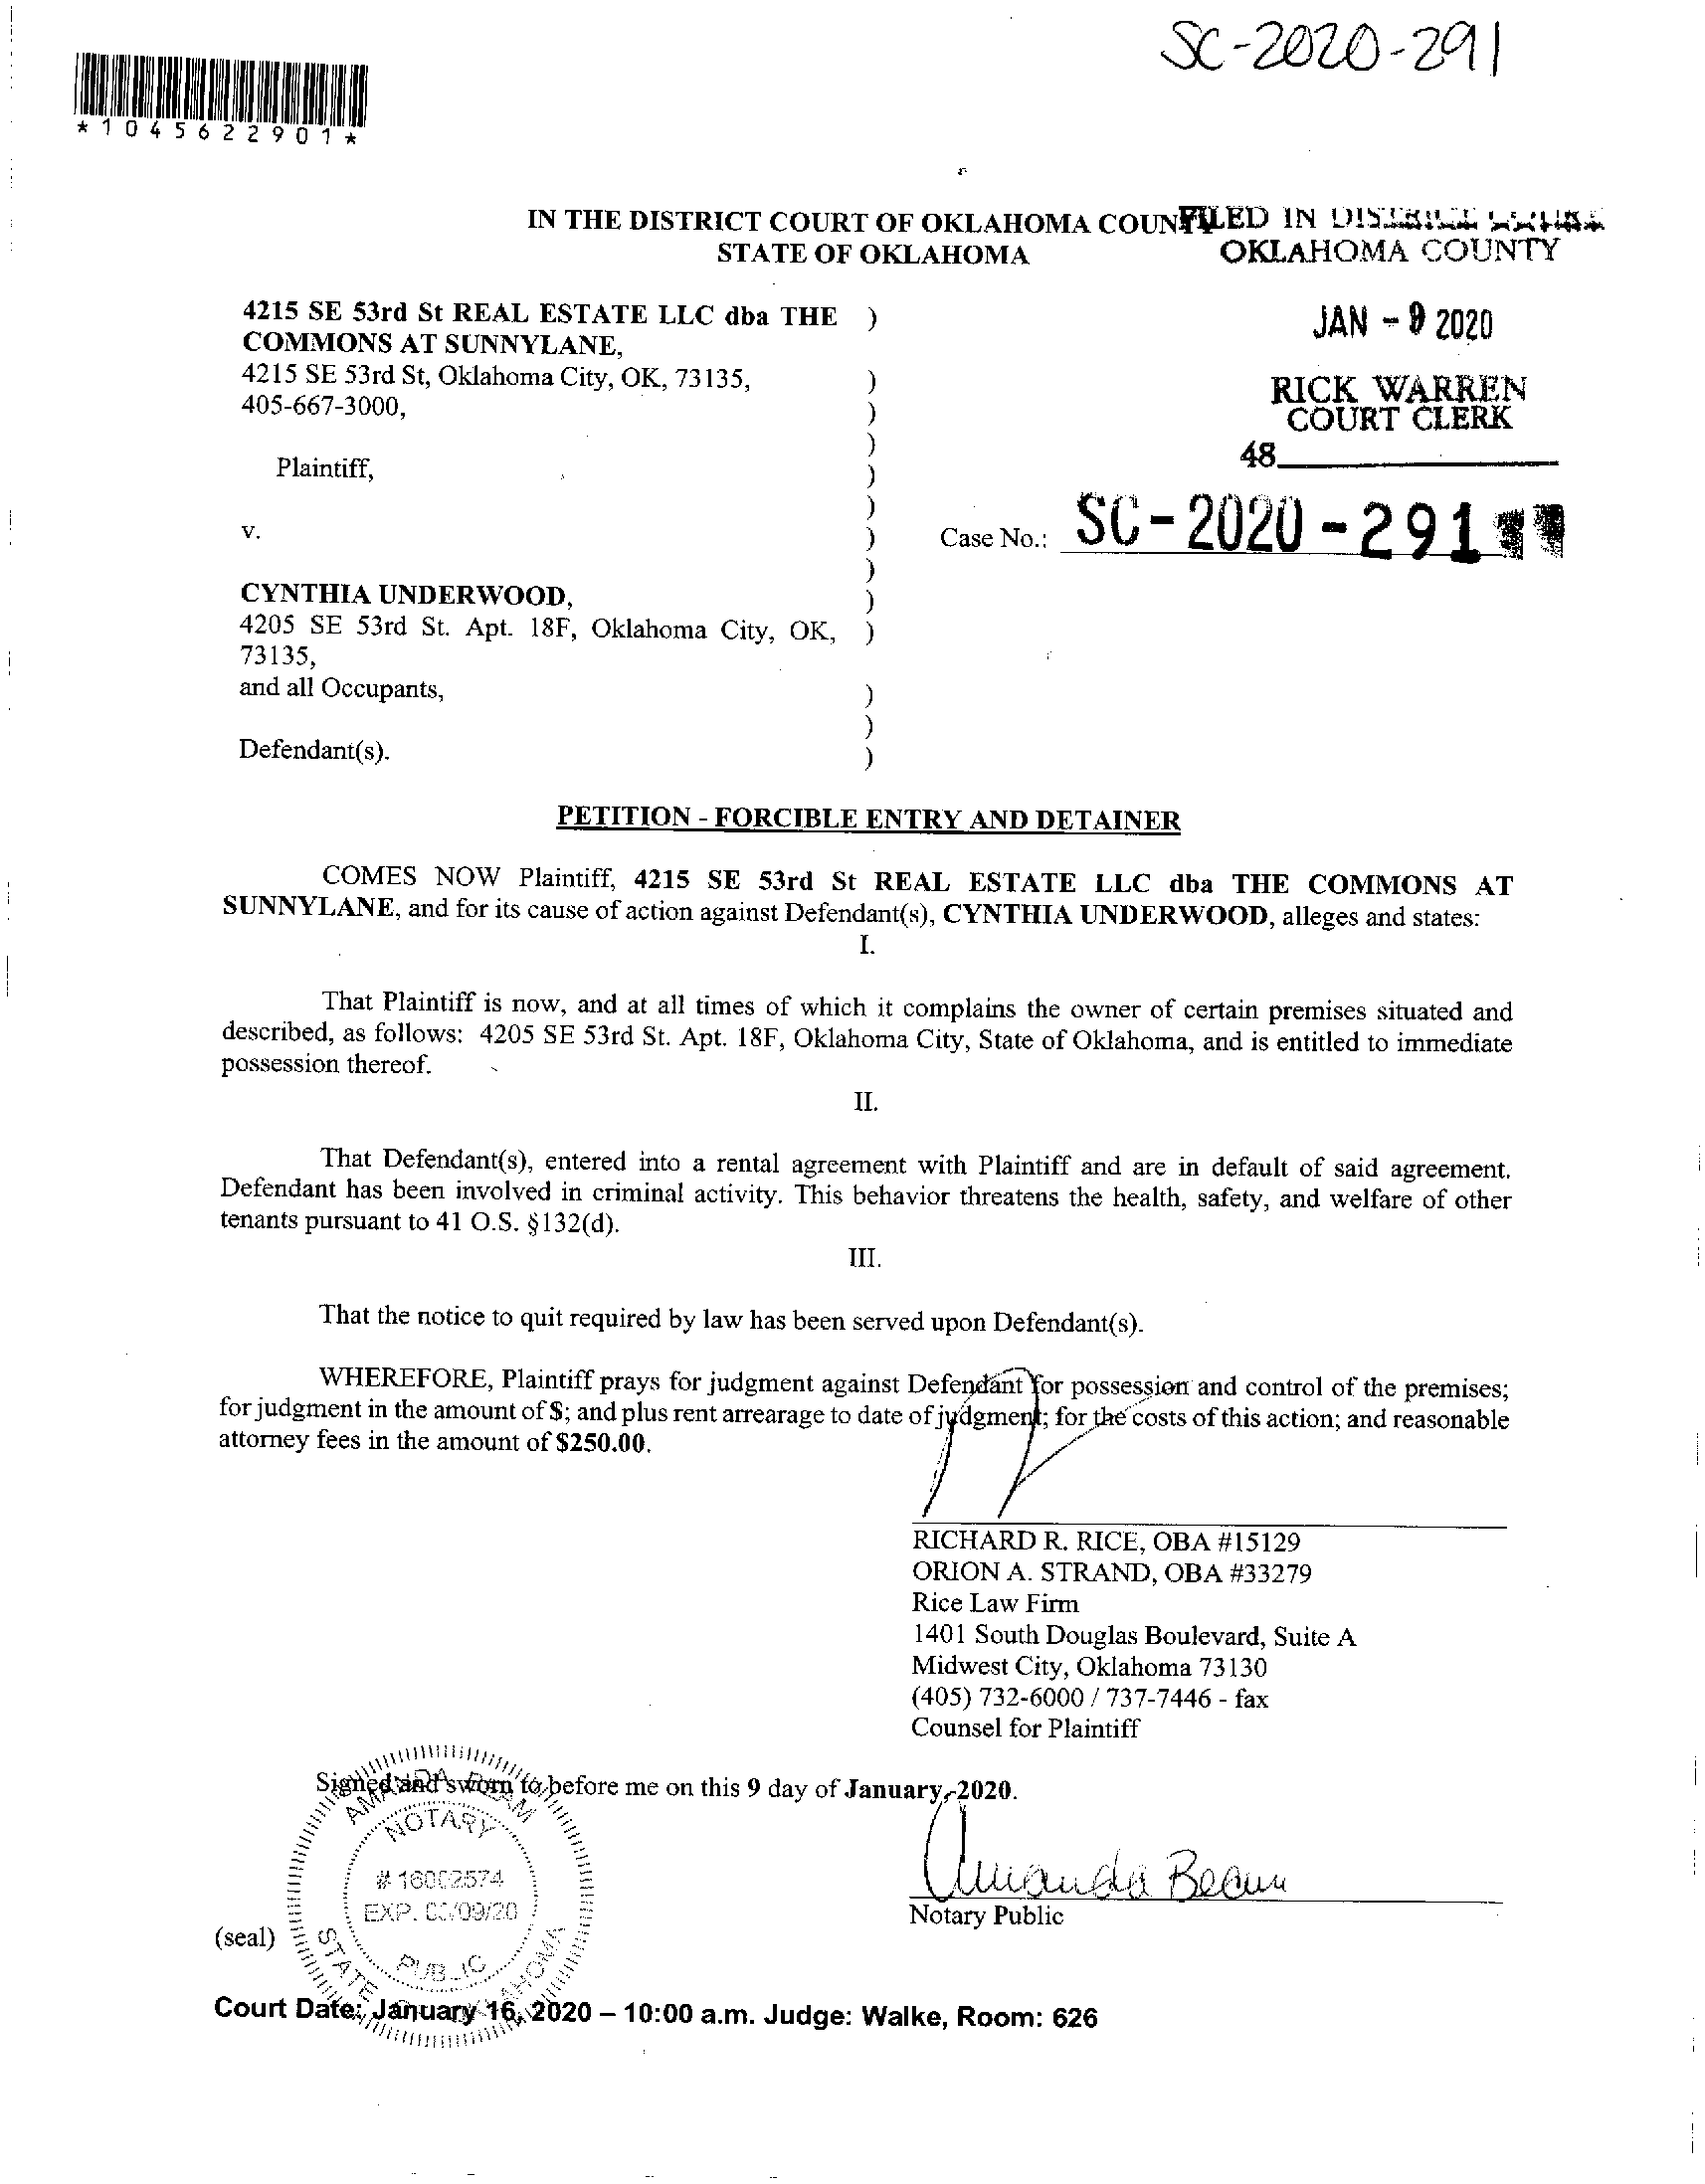 SC-2020-291
*1045622901*
IN THE DISTRICT COURT OF OKLAHOMA COUNTY
STATE OF OKLAHOMA
FILED IN DISTRICT COURT
OKLAHOMA COUNTY
JAN - 9 2020
RICK WARREN
COURT CLERK
48
4215 SE 53rd St REAL ESTATE LLC dba THE )
COMMONS AT SUNNYLANE,
4215 SE 53rd St, Oklahoma City, OK, 73135, )
405-667-3000, )
)
Plaintiff, )
)
v. )
Case No.: SC-2020-291
)
CYNTHIA UNDERWOOD, )
4205 SE 53rd St. Apt. 18F, Oklahoma City, OK, )
73135,
and all Occupants, )
)
Defendant(s). )
PETITION - FORCIBLE ENTRY AND DETAINER
COMES NOW Plaintiff, 4215 SE 53rd St REAL ESTATE LLC dba THE COMMONS AT
SUNNYLANE, and for its cause of action against Defendant(s), CYNTHIA UNDERWOOD, alleges and states:
I.
That Plaintiff is now, and at all times of which it complains the owner of certain premises situated and
described, as follows: 4205 SE 53rd St. Apt. 18F, Oklahoma City, State of Oklahoma, and is entitled to immediate
possession thereof.
II.
That Defendant(s), entered into a rental agreement with Plaintiff and are in default of said agreement.
Defendant has been involved in criminal activity. This behavior threatens the health, safety, and welfare of other
tenants pursuant to 41 O.S. §132(d).
III.
That the notice to quit required by law has been served upon Defendant(s).
WHEREFORE, Plaintiff prays for judgment against Defendant for possession and control of the premises;
for judgment in the amount of $; and plus rent arrearage to date of judgment; for the costs of this action; and reasonable
attorney fees in the amount of $250.00.
RICHARD R. RICE, OBA #15129
ORION A. STRAND, OBA #33279
Rice Law Firm
1401 South Douglas Boulevard, Suite A
Midwest City, Oklahoma 73130
(405) 732-6000 / 737-7446 - fax
Counsel for Plaintiff
Signed and sworn to before me on this 9 day of January, 2020.
AMANDA BEAM
NOTARY
# 16002574
EXP. /09/20
PUBLIC
STATE OF OKLAHOMA
Amanda Beam
Notary Public
(seal)
Court Date: January 16, 2020 – 10:00 a.m. Judge: Walke, Room: 626